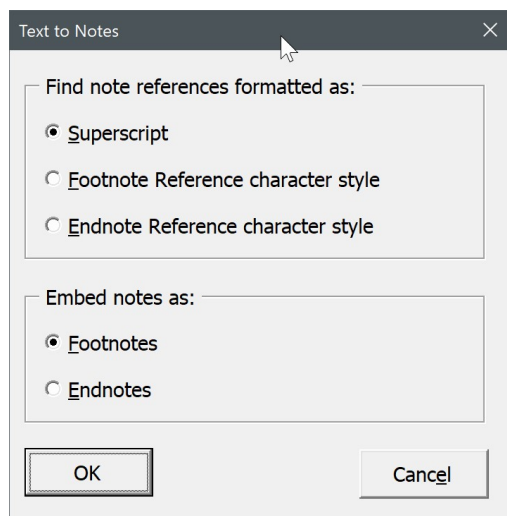 Text to Notes
Find note references formatted as:
Superscript
Footnote Reference character style
Endnote Reference character style
Embed notes as:
Footnotes
Endnotes
OK
Cancel